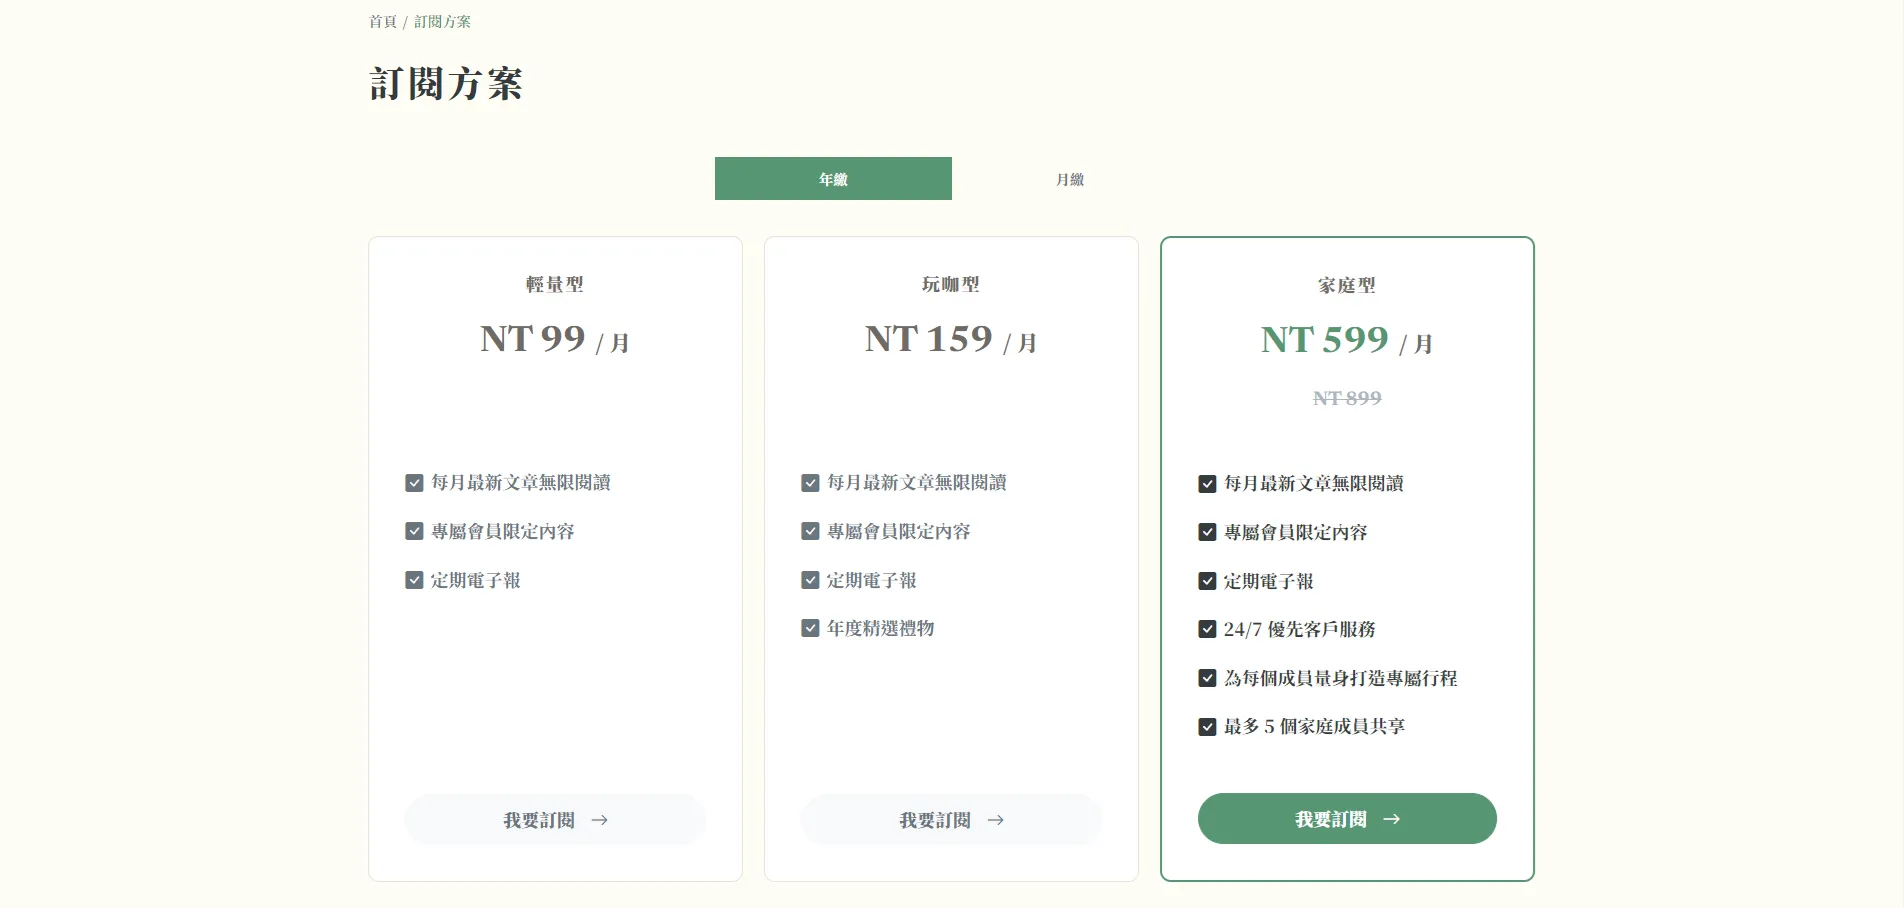 首頁 / 訂閱方案
訂閱方案
年繳
月繳
輕量型
NT 99 / 月
每月最新文章無限閱讀
專屬會員限定內容
定期電子報
我要訂閱 →
玩咖型
NT 159 / 月
每月最新文章無限閱讀
專屬會員限定內容
定期電子報
年度精選禮物
我要訂閱 →
家庭型
NT 599 / 月
NT 899
每月最新文章無限閱讀
專屬會員限定內容
定期電子報
24/7 優先客戶服務
為每個成員量身打造專屬行程
最多 5 個家庭成員共享
我要訂閱 →